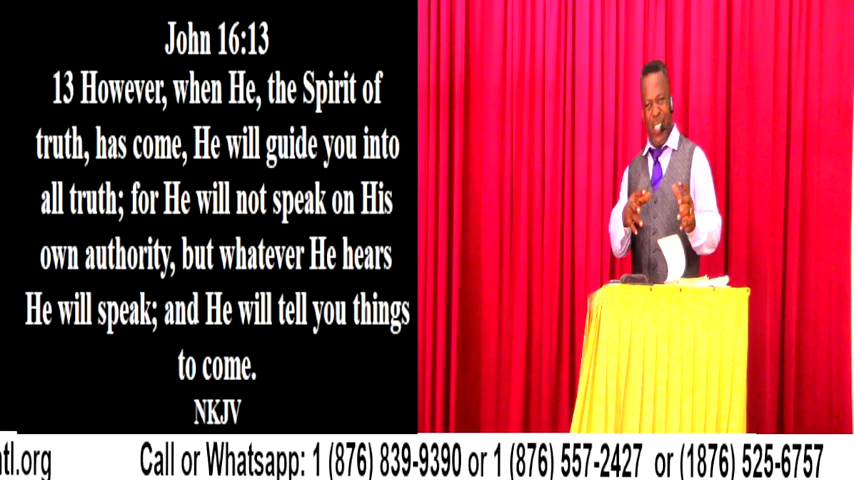 John 16:13
13 However, when He, the Spirit of
truth, has come, He will guide you into
all truth; for He will not speak on His
own authority, but whatever He hears
He will speak; and He will tell you things
to come.
NKJV
ntl.org Call or Whatsapp: 1 (876) 839-9390 or 1 (876) 557-2427 or (1876) 525-6757